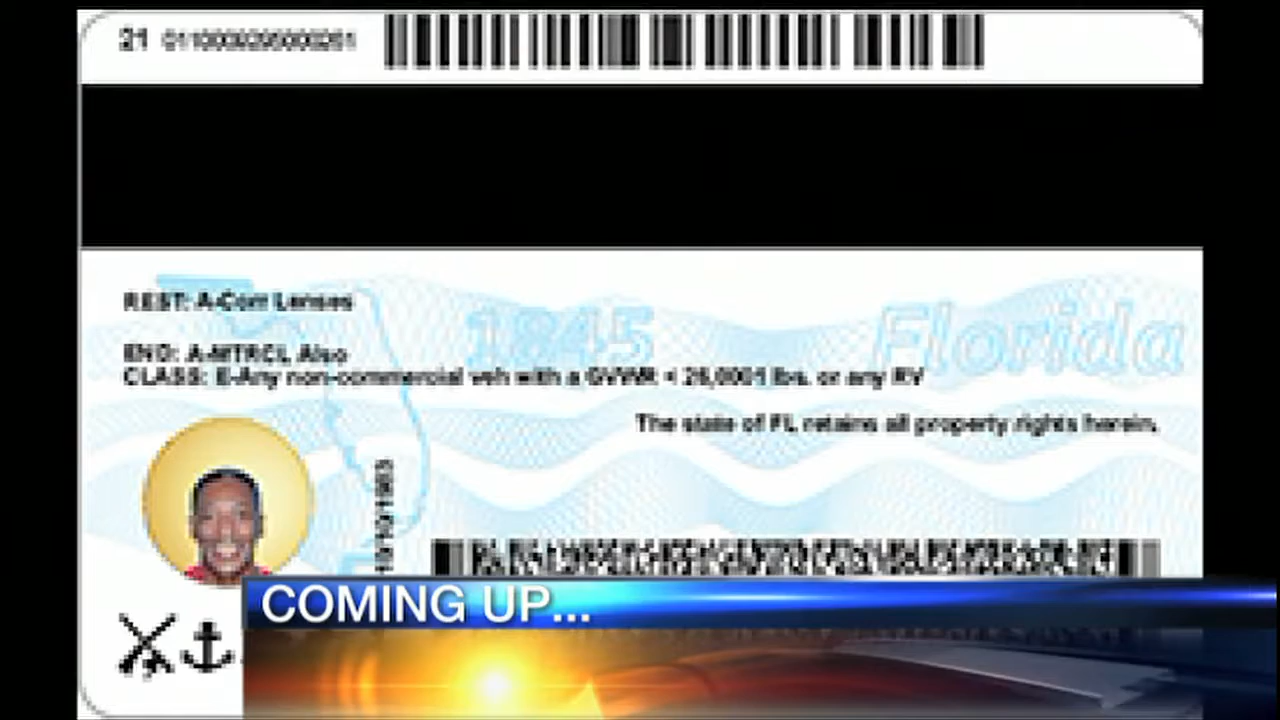 21
REST: A-Corr Lenses
1845 Florida
END: A-MTRCL Also
CLASS: E-Any non-commercial veh with a GVWR < 26,0001 lbs. or any RV
The state of FL retains all property rights herein.
COMING UP...